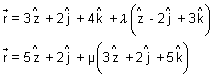 r⃗ = 3ẑ + 2ĵ + 4k̂ + λ(ẑ - 2ĵ + 3k̂)
r⃗ = 5ẑ + 2ĵ + μ(3ẑ + 2ĵ + 5k̂)